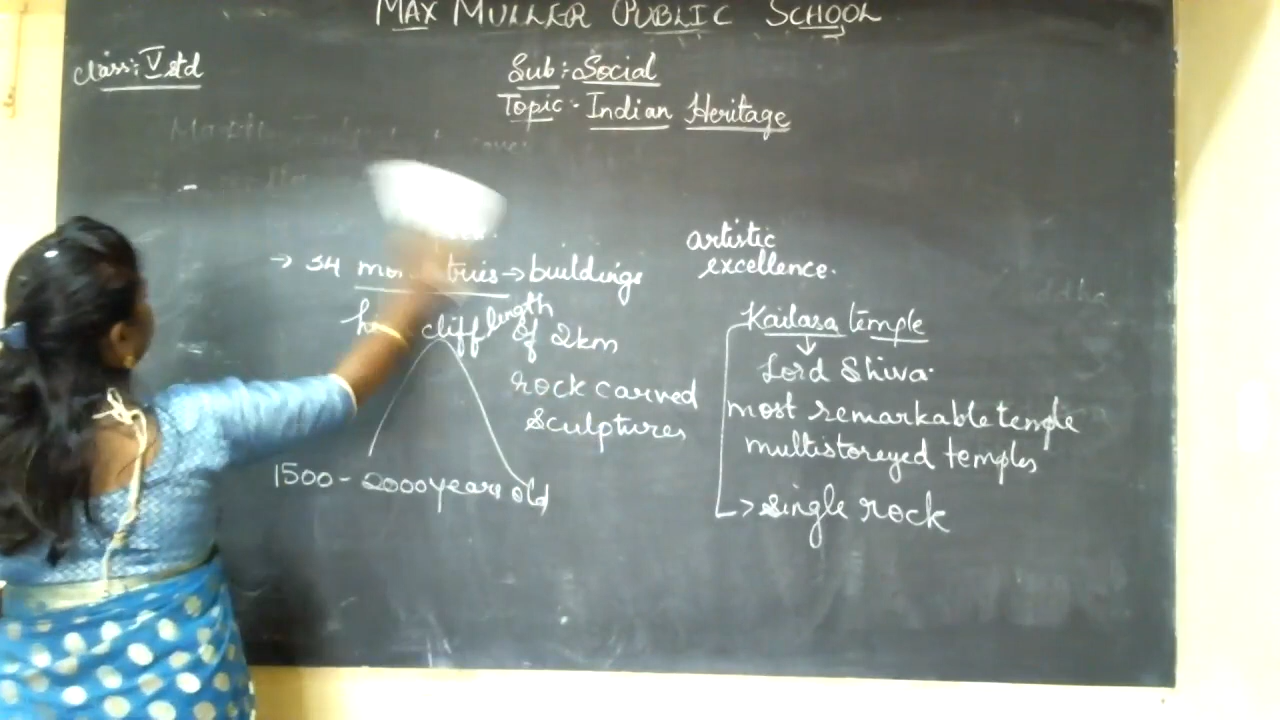 MAX MULLER PUBLIC SCHOOL
class: V std
Sub: Social
Topic: Indian Heritage
→ 34 → buildings
cliff length of 2km
rock carved
sculptures
1500-2000 years old
artistic
excellence.
Kailasa temple
↓
Lord Shiva.
most remarkable temple
multistoreyed temples
→ single rock